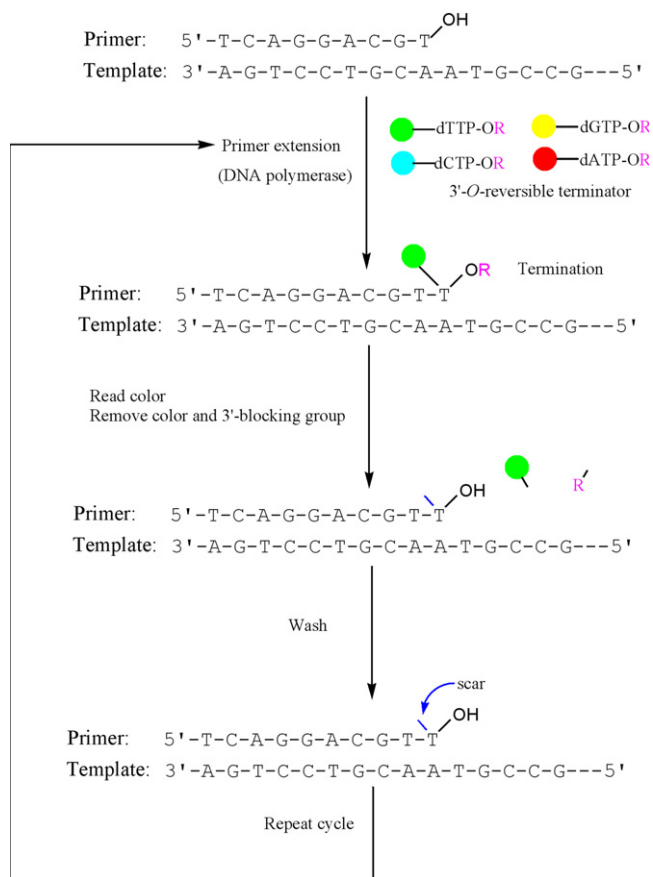 OH
Primer: 5'-T-C-A-G-G-A-C-G-T
Template: 3'-A-G-T-C-C-T-G-C-A-A-T-G-C-C-G---5'
Primer extension
(DNA polymerase)
dTTP-OR dGTP-OR
dCTP-OR dATP-OR
3'-O-reversible terminator
OR Termination
Primer: 5'-T-C-A-G-G-A-C-G-T-T
Template: 3'-A-G-T-C-C-T-G-C-A-A-T-G-C-C-G---5'
Read color
Remove color and 3'-blocking group
OH R
Primer: 5'-T-C-A-G-G-A-C-G-T-T
Template: 3'-A-G-T-C-C-T-G-C-A-A-T-G-C-C-G---5'
Wash
scar
OH
Primer: 5'-T-C-A-G-G-A-C-G-T-T
Template: 3'-A-G-T-C-C-T-G-C-A-A-T-G-C-C-G---5'
Repeat cycle